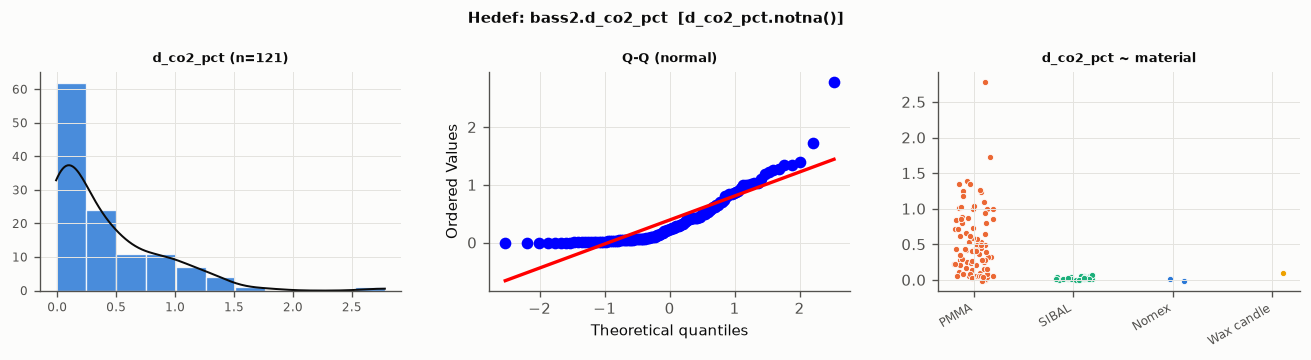 Hedef: bass2.d_co2_pct  [d_co2_pct.notna()]
d_co2_pct (n=121)
60
50
40
30
20
10
0
0.0 0.5 1.0 1.5 2.0 2.5
Q-Q (normal)
Ordered Values
2
1
0
−2 −1 0 1 2
Theoretical quantiles
d_co2_pct ~ material
2.5
2.0
1.5
1.0
0.5
0.0
PMMA SIBAL Nomex Wax candle